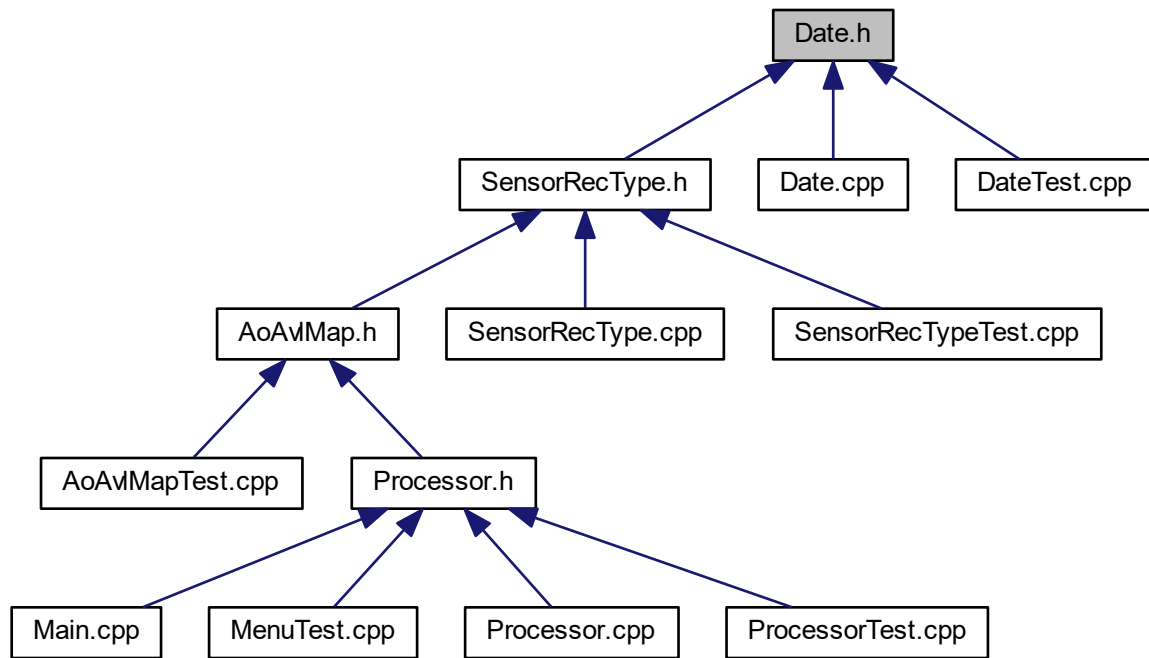 Date.h
SensorRecType.h
Date.cpp
DateTest.cpp
AoAvlMap.h
SensorRecType.cpp
SensorRecTypeTest.cpp
AoAvlMapTest.cpp
Processor.h
Main.cpp
MenuTest.cpp
Processor.cpp
ProcessorTest.cpp